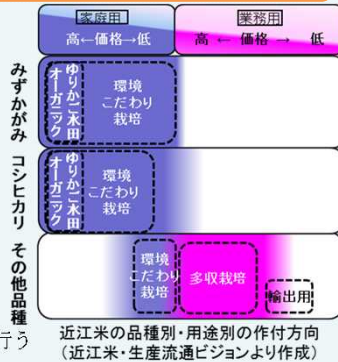 家庭用
業務用
高←価格→低
高 ← 価格 → 低
みずかがみ
オーガニック
ゆりかご水田
環境
こだわり
栽培
コシヒカリ
オーガニック
ゆりかご水田
環境
こだわり
栽培
その他品種
環境
こだわり
栽培
多収栽培
輸出用
行う
近江米の品種別・用途別の作付方向
(近江米・生産流通ビジョンより作成)